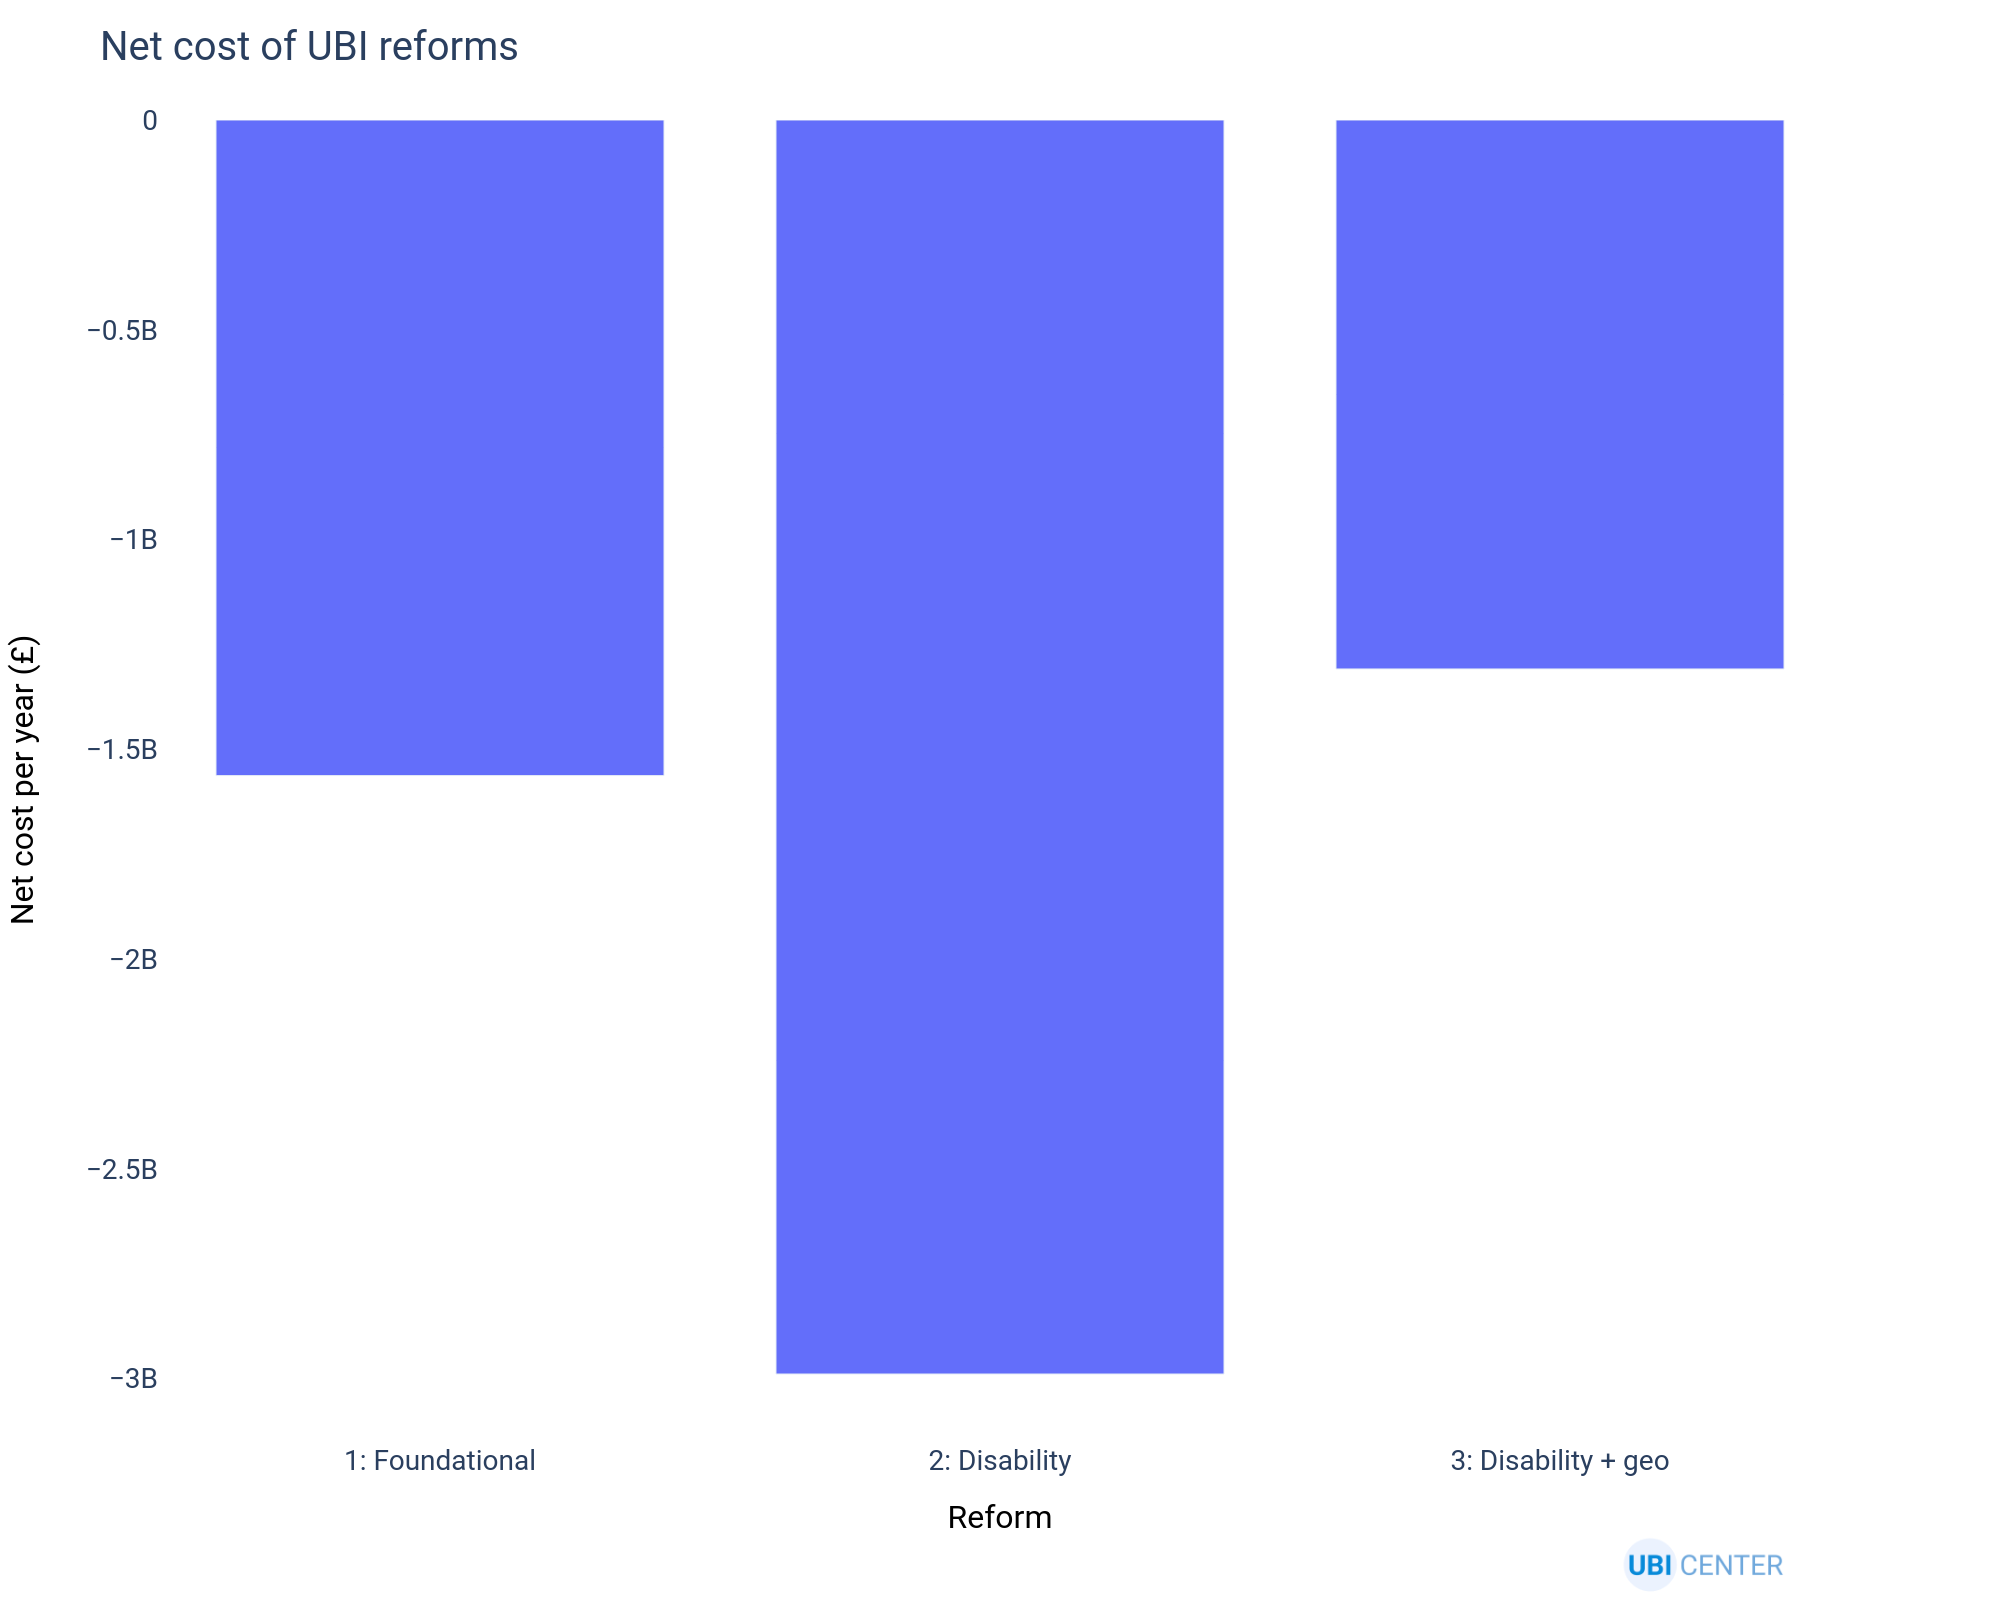 Net cost of UBI reforms
0
−0.5B
−1B
−1.5B
−2B
−2.5B
−3B
Net cost per year (£)
1: Foundational
2: Disability
3: Disability + geo
Reform
UBI CENTER